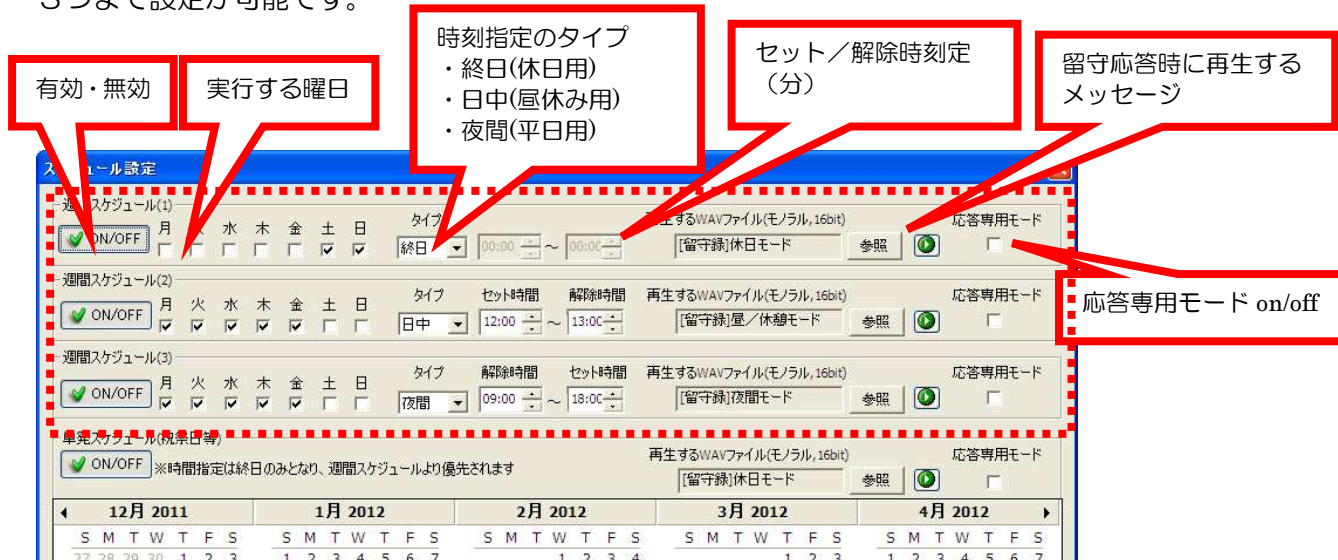 3つまで設定が可能です。
時刻指定のタイプ
・終日(休日用)
・日中(昼休み用)
・夜間(平日用)
セット／解除時刻定
（分）
留守応答時に再生する
メッセージ
有効・無効
実行する曜日
応答専用モード on/off
スケジュール設定
週間スケジュール(1)
ON/OFF 月 火 水 木 金 土 日
タイプ 再生するWAVファイル(モノラル,16bit) 応答専用モード
終日 00:00 ～ 00:00 [留守録]休日モード 参照
週間スケジュール(2)
ON/OFF 月 火 水 木 金 土 日
タイプ セット時間 解除時間 再生するWAVファイル(モノラル,16bit) 応答専用モード
日中 12:00 ～ 13:00 [留守録]昼／休憩モード 参照
週間スケジュール(3)
ON/OFF 月 火 水 木 金 土 日
タイプ 解除時間 セット時間 再生するWAVファイル(モノラル,16bit) 応答専用モード
夜間 09:00 ～ 18:00 [留守録]夜間モード 参照
単発スケジュール(祝祭日等)
ON/OFF ※時間指定は終日のみとなり、週間スケジュールより優先されます
再生するWAVファイル(モノラル,16bit) 応答専用モード
[留守録]休日モード 参照
12月 2011 1月 2012 2月 2012 3月 2012 4月 2012
S M T W T F S S M T W T F S S M T W T F S S M T W T F S S M T W T F S
27 28 29 30 1 2 3 1 2 3 4 5 6 7 1 2 3 4 1 2 3 1 2 3 4 5 6 7